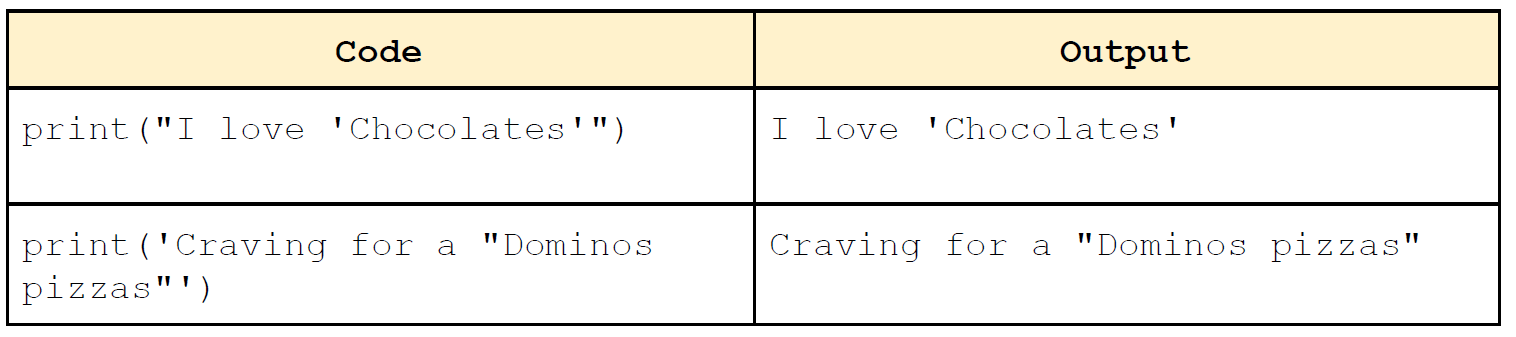 Code
Output
print("I love 'Chocolates'")
I love 'Chocolates'
print('Craving for a "Dominos
pizzas"')
Craving for a "Dominos pizzas"